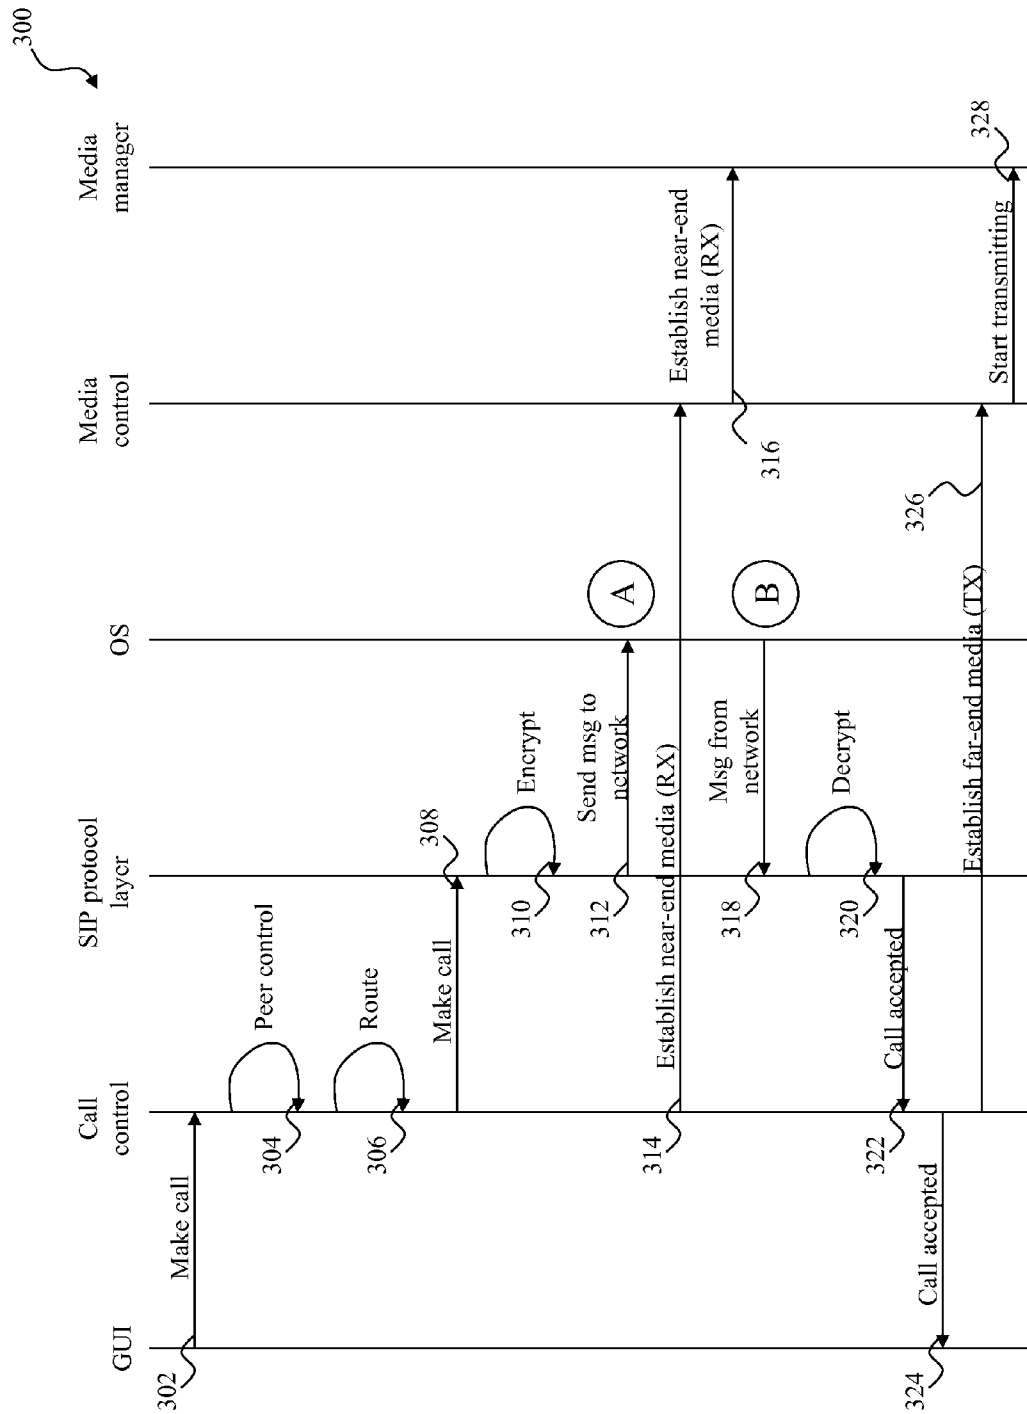 300
GUI
Call
control
SIP protocol
layer
OS
Media
control
Media
manager
302
Make call
304
Peer control
306
Route
Make call
308
310
Encrypt
312
Send msg to
network
A
314
Establish near-end media (RX)
316
Establish near-end
media (RX)
318
Msg from
network
B
320
Decrypt
322
Call accepted
324
Call accepted
326
Establish far-end media (TX)
Start transmitting
328